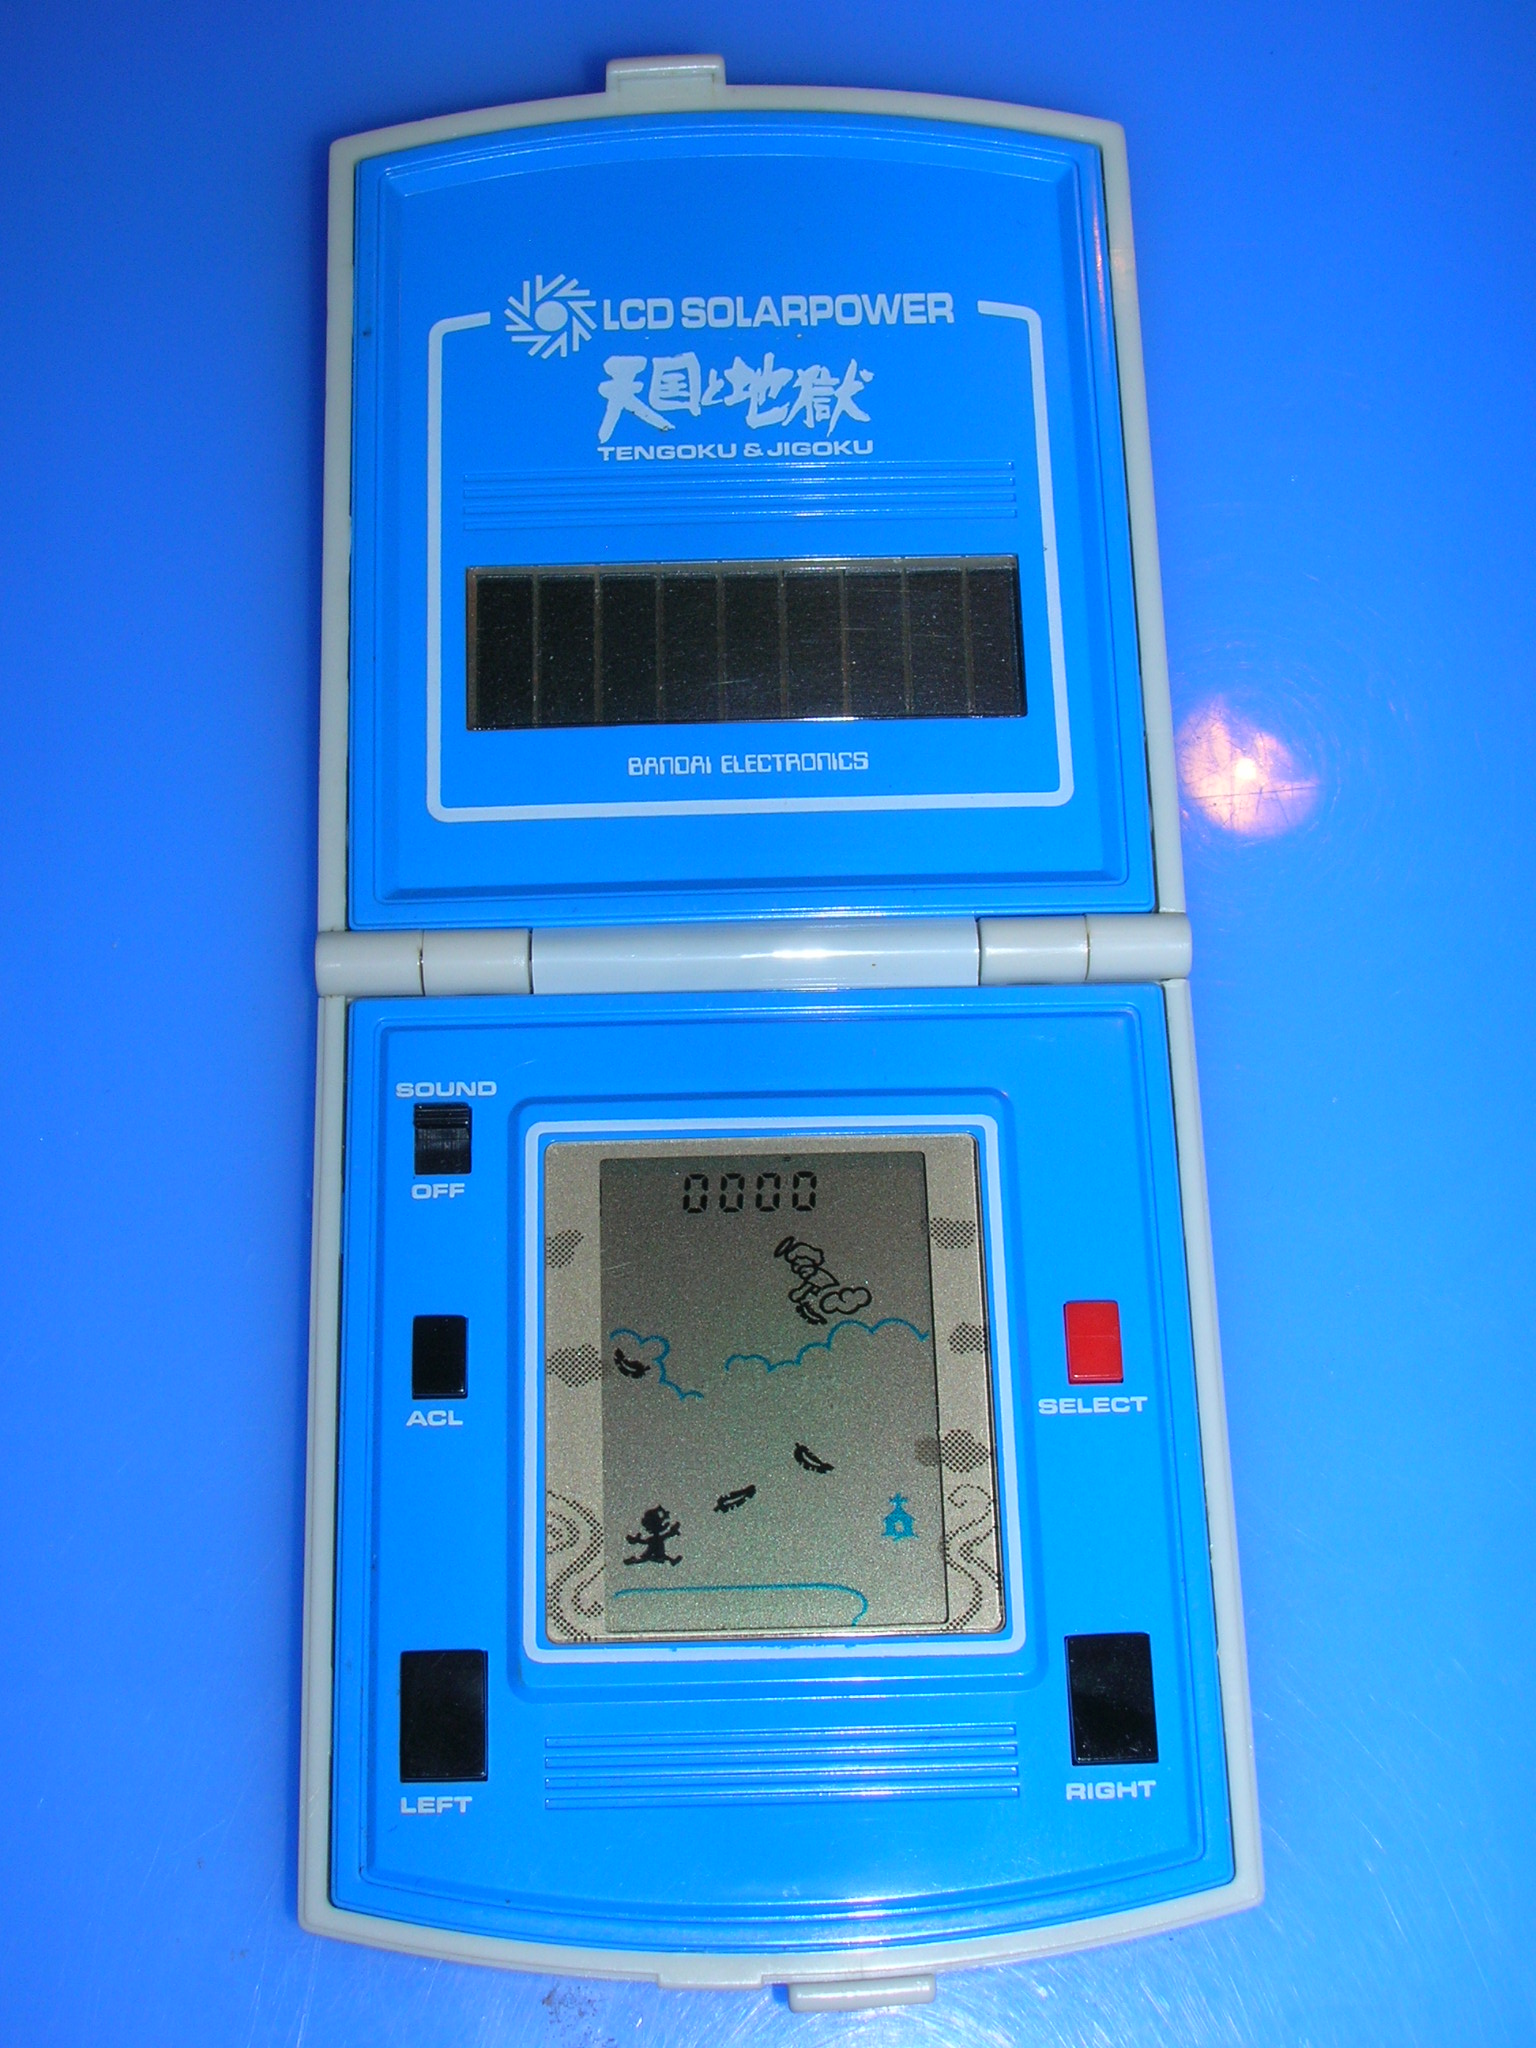 LCD SOLARPOWER
天国と地獄
TENGOKU & JIGOKU
BANDAI ELECTRONICS
SOUND
OFF
0000
ACL
SELECT
LEFT
RIGHT